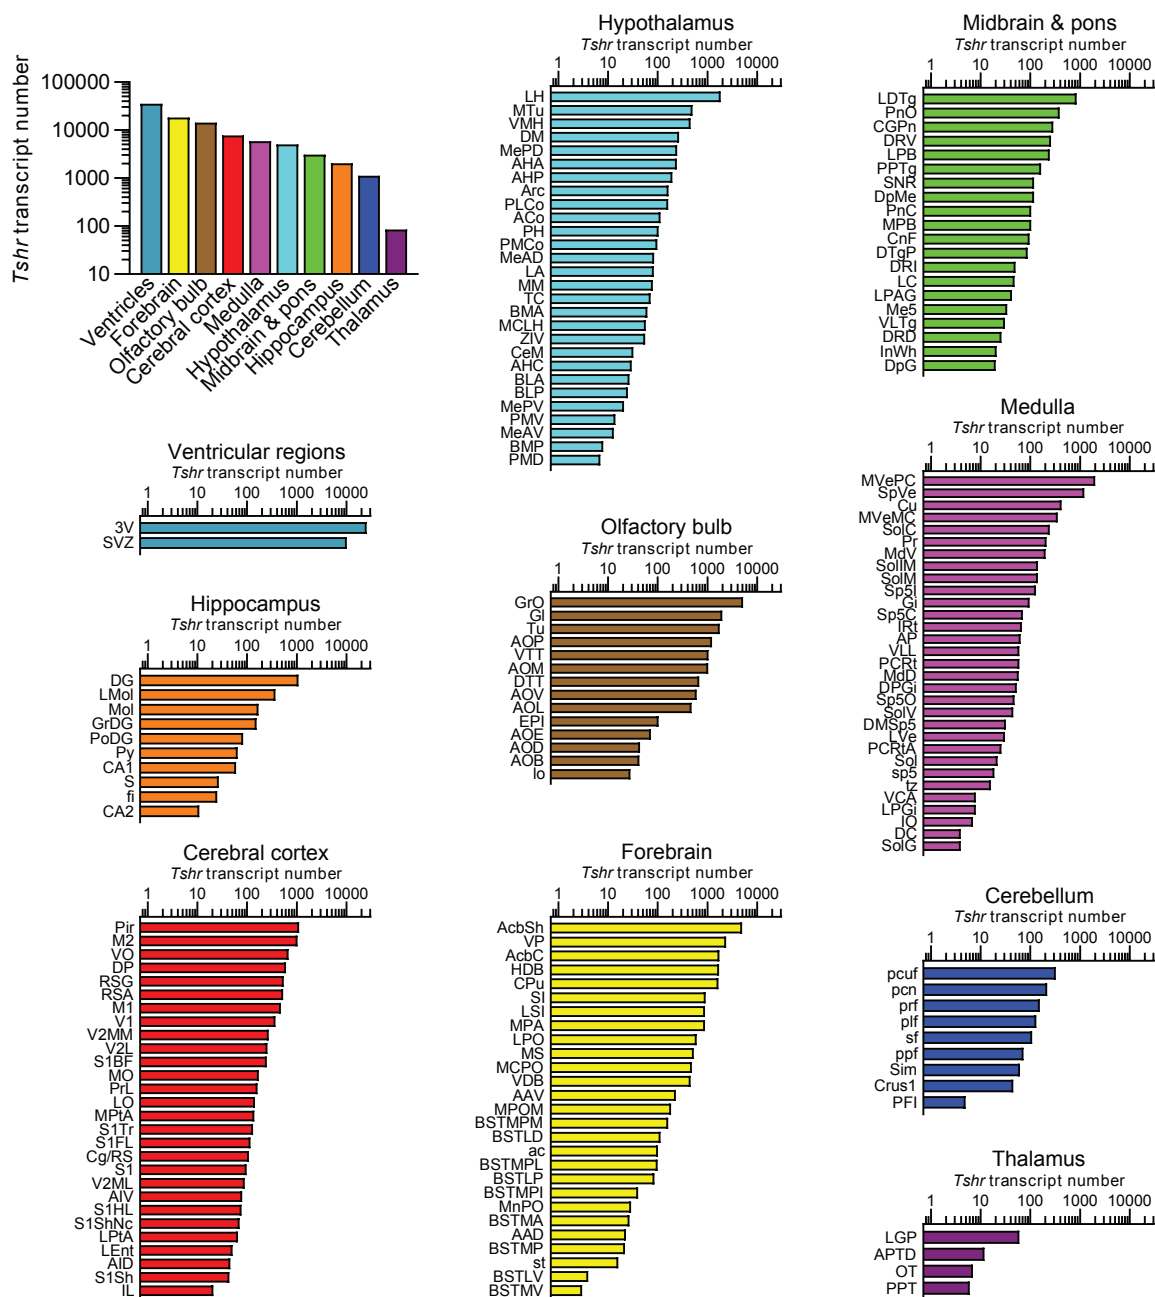 Tshr transcript number
100000
10000
1000
100
10
Ventricles
Forebrain
Olfactory bulb
Cerebral cortex
Medulla
Hypothalamus
Midbrain & pons
Hippocampus
Cerebellum
Thalamus
Ventricular regions
Tshr transcript number
1 10 100 1000 10000
3V
SVZ
Hippocampus
Tshr transcript number
1 10 100 1000 10000
DG
LMol
Mol
GrDG
PoDG
Py
CA1
S
fi
CA2
Cerebral cortex
Tshr transcript number
1 10 100 1000 10000
Pir
M2
VO
DP
RSG
RSA
M1
V1
V2MM
V2L
S1BF
MO
PrL
LO
MPtA
S1Tr
S1FL
Cg/RS
S1
V2ML
AIV
S1HL
S1ShNc
LPtA
LEnt
AID
S1Sh
IL
Hypothalamus
Tshr transcript number
1 10 100 1000 10000
LH
MTu
VMH
DM
MePD
AHA
AHP
Arc
PLCo
ACo
PH
PMCo
MeAD
LA
MM
TC
BMA
MCLH
ZIV
CeM
AHC
BLA
BLP
MePV
PMV
MeAV
BMP
PMD
Olfactory bulb
Tshr transcript number
1 10 100 1000 10000
GrO
Gl
Tu
AOP
VTT
AOM
DTT
AOV
AOL
EPI
AOE
AOD
AOB
lo
Forebrain
Tshr transcript number
1 10 100 1000 10000
AcbSh
VP
AcbC
HDB
CPu
SI
LSI
MPA
LPO
MS
MCPO
VDB
AAV
MPOM
BSTMPM
BSTLD
ac
BSTMPL
BSTLP
BSTMPI
MnPO
BSTMA
AAD
BSTMP
st
BSTLV
BSTMV
Midbrain & pons
Tshr transcript number
1 10 100 1000 10000
LDTg
PnO
CGPn
DRV
LPB
PPTg
SNR
DpMe
PnC
MPB
CnF
DTgP
DRI
LC
LPAG
Me5
VLTg
DRD
InWh
DpG
Medulla
Tshr transcript number
1 10 100 1000 10000
MVePC
SpVe
Cu
MVeMC
SolC
Pr
MdV
SolIM
SolM
Sp5I
Gi
Sp5C
IRt
AP
VLL
PCRt
MdD
DPGi
Sp5O
SolV
DMSp5
LVe
PCRtA
Sol
sp5
tz
VCA
LPGi
IO
DC
SolG
Cerebellum
Tshr transcript number
1 10 100 1000 10000
pcuf
pcn
prf
plf
sf
ppf
Sim
Crus1
PFl
Thalamus
Tshr transcript number
1 10 100 1000 10000
LGP
APTD
OT
PPT